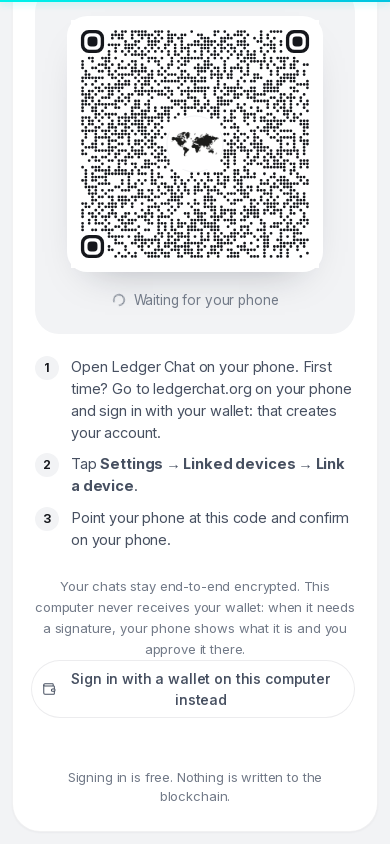 Waiting for your phone
1 Open Ledger Chat on your phone. First
time? Go to ledgerchat.org on your phone
and sign in with your wallet: that creates
your account.
2 Tap Settings → Linked devices → Link
a device.
3 Point your phone at this code and confirm
on your phone.
Your chats stay end-to-end encrypted. This
computer never receives your wallet: when it needs
a signature, your phone shows what it is and you
approve it there.
Sign in with a wallet on this computer
instead
Signing in is free. Nothing is written to the
blockchain.